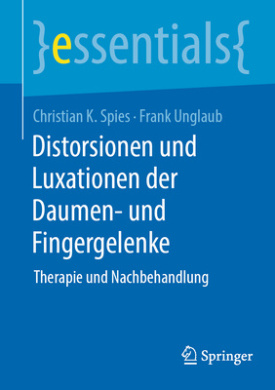 }essentials{
Christian K. Spies · Frank Unglaub
Distorsionen und
Luxationen der
Daumen- und
Fingergelenke
Therapie und Nachbehandlung
Springer